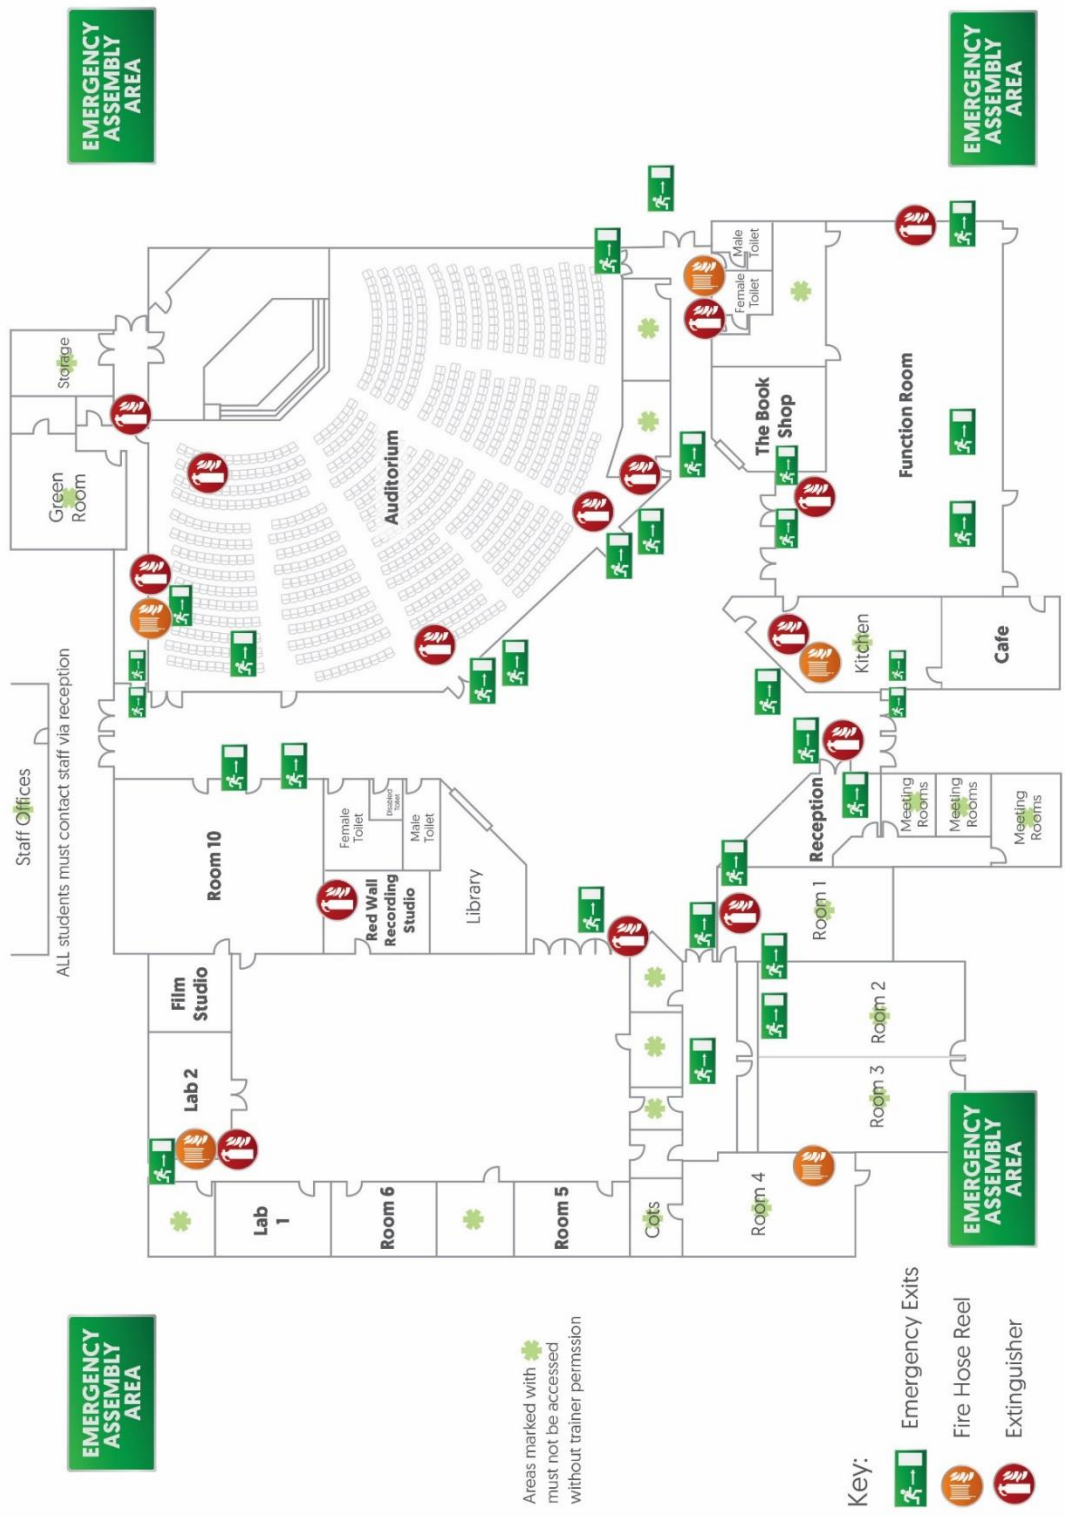 EMERGENCY
ASSEMBLY
AREA
EMERGENCY
ASSEMBLY
AREA
Staff Offices
ALL students must contact staff via reception
Green
Room
Storage
Room 10
Female
Toilet
Disabled
Toilet
Male
Toilet
Red Wall
Recording
Studio
Library
Film
Studio
Lab 2
Lab
1
Room 6
Room 5
Cots
Room 4
Room 3
Room 2
Room 1
Reception
Meeting
Rooms
Meeting
Rooms
Meeting
Rooms
Auditorium
Female
Toilet
Male
Toilet
The Book
Shop
Function Room
Kitchen
Cafe
EMERGENCY
ASSEMBLY
AREA
EMERGENCY
ASSEMBLY
AREA
Areas marked with
must not be accessed
without trainer permssion
Key:
Emergency Exits
Fire Hose Reel
Extinguisher